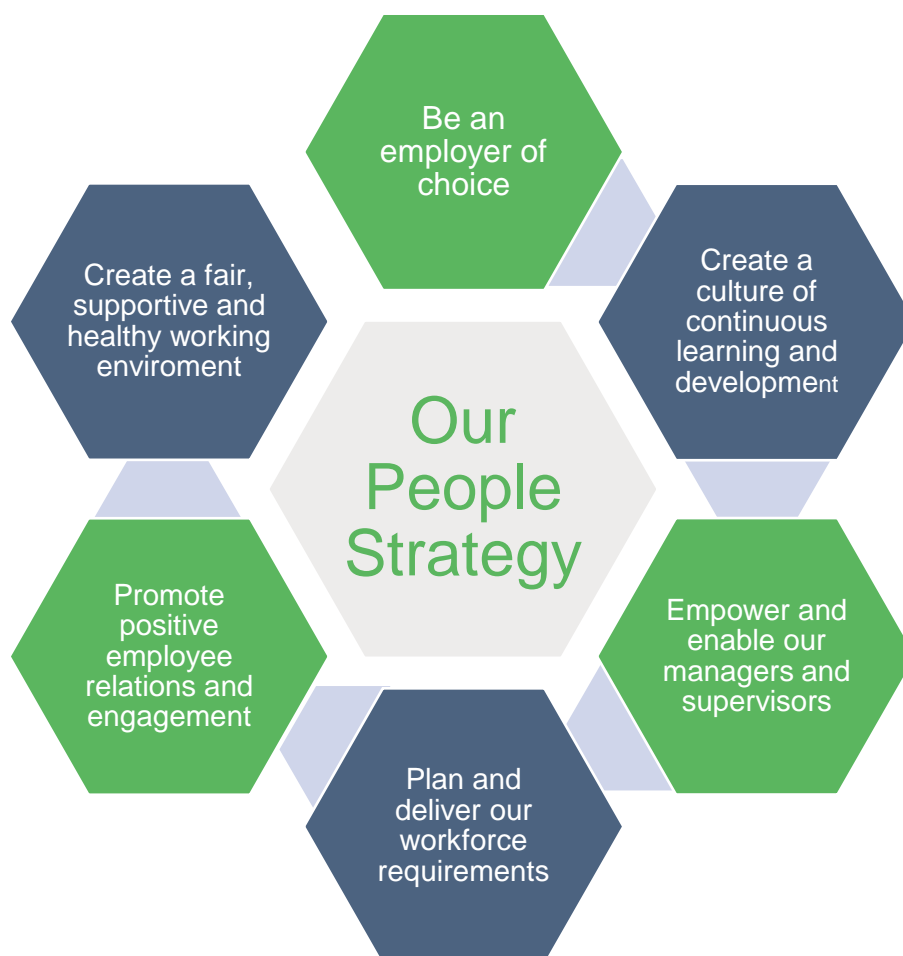 Be an
employer of
choice
Create a
culture of
continuous
learning and
development
Empower and
enable our
managers and
supervisors
Plan and
deliver our
workforce
requirements
Promote
positive
employee
relations and
engagement
Create a fair,
supportive and
healthy working
enviroment
Our
People
Strategy